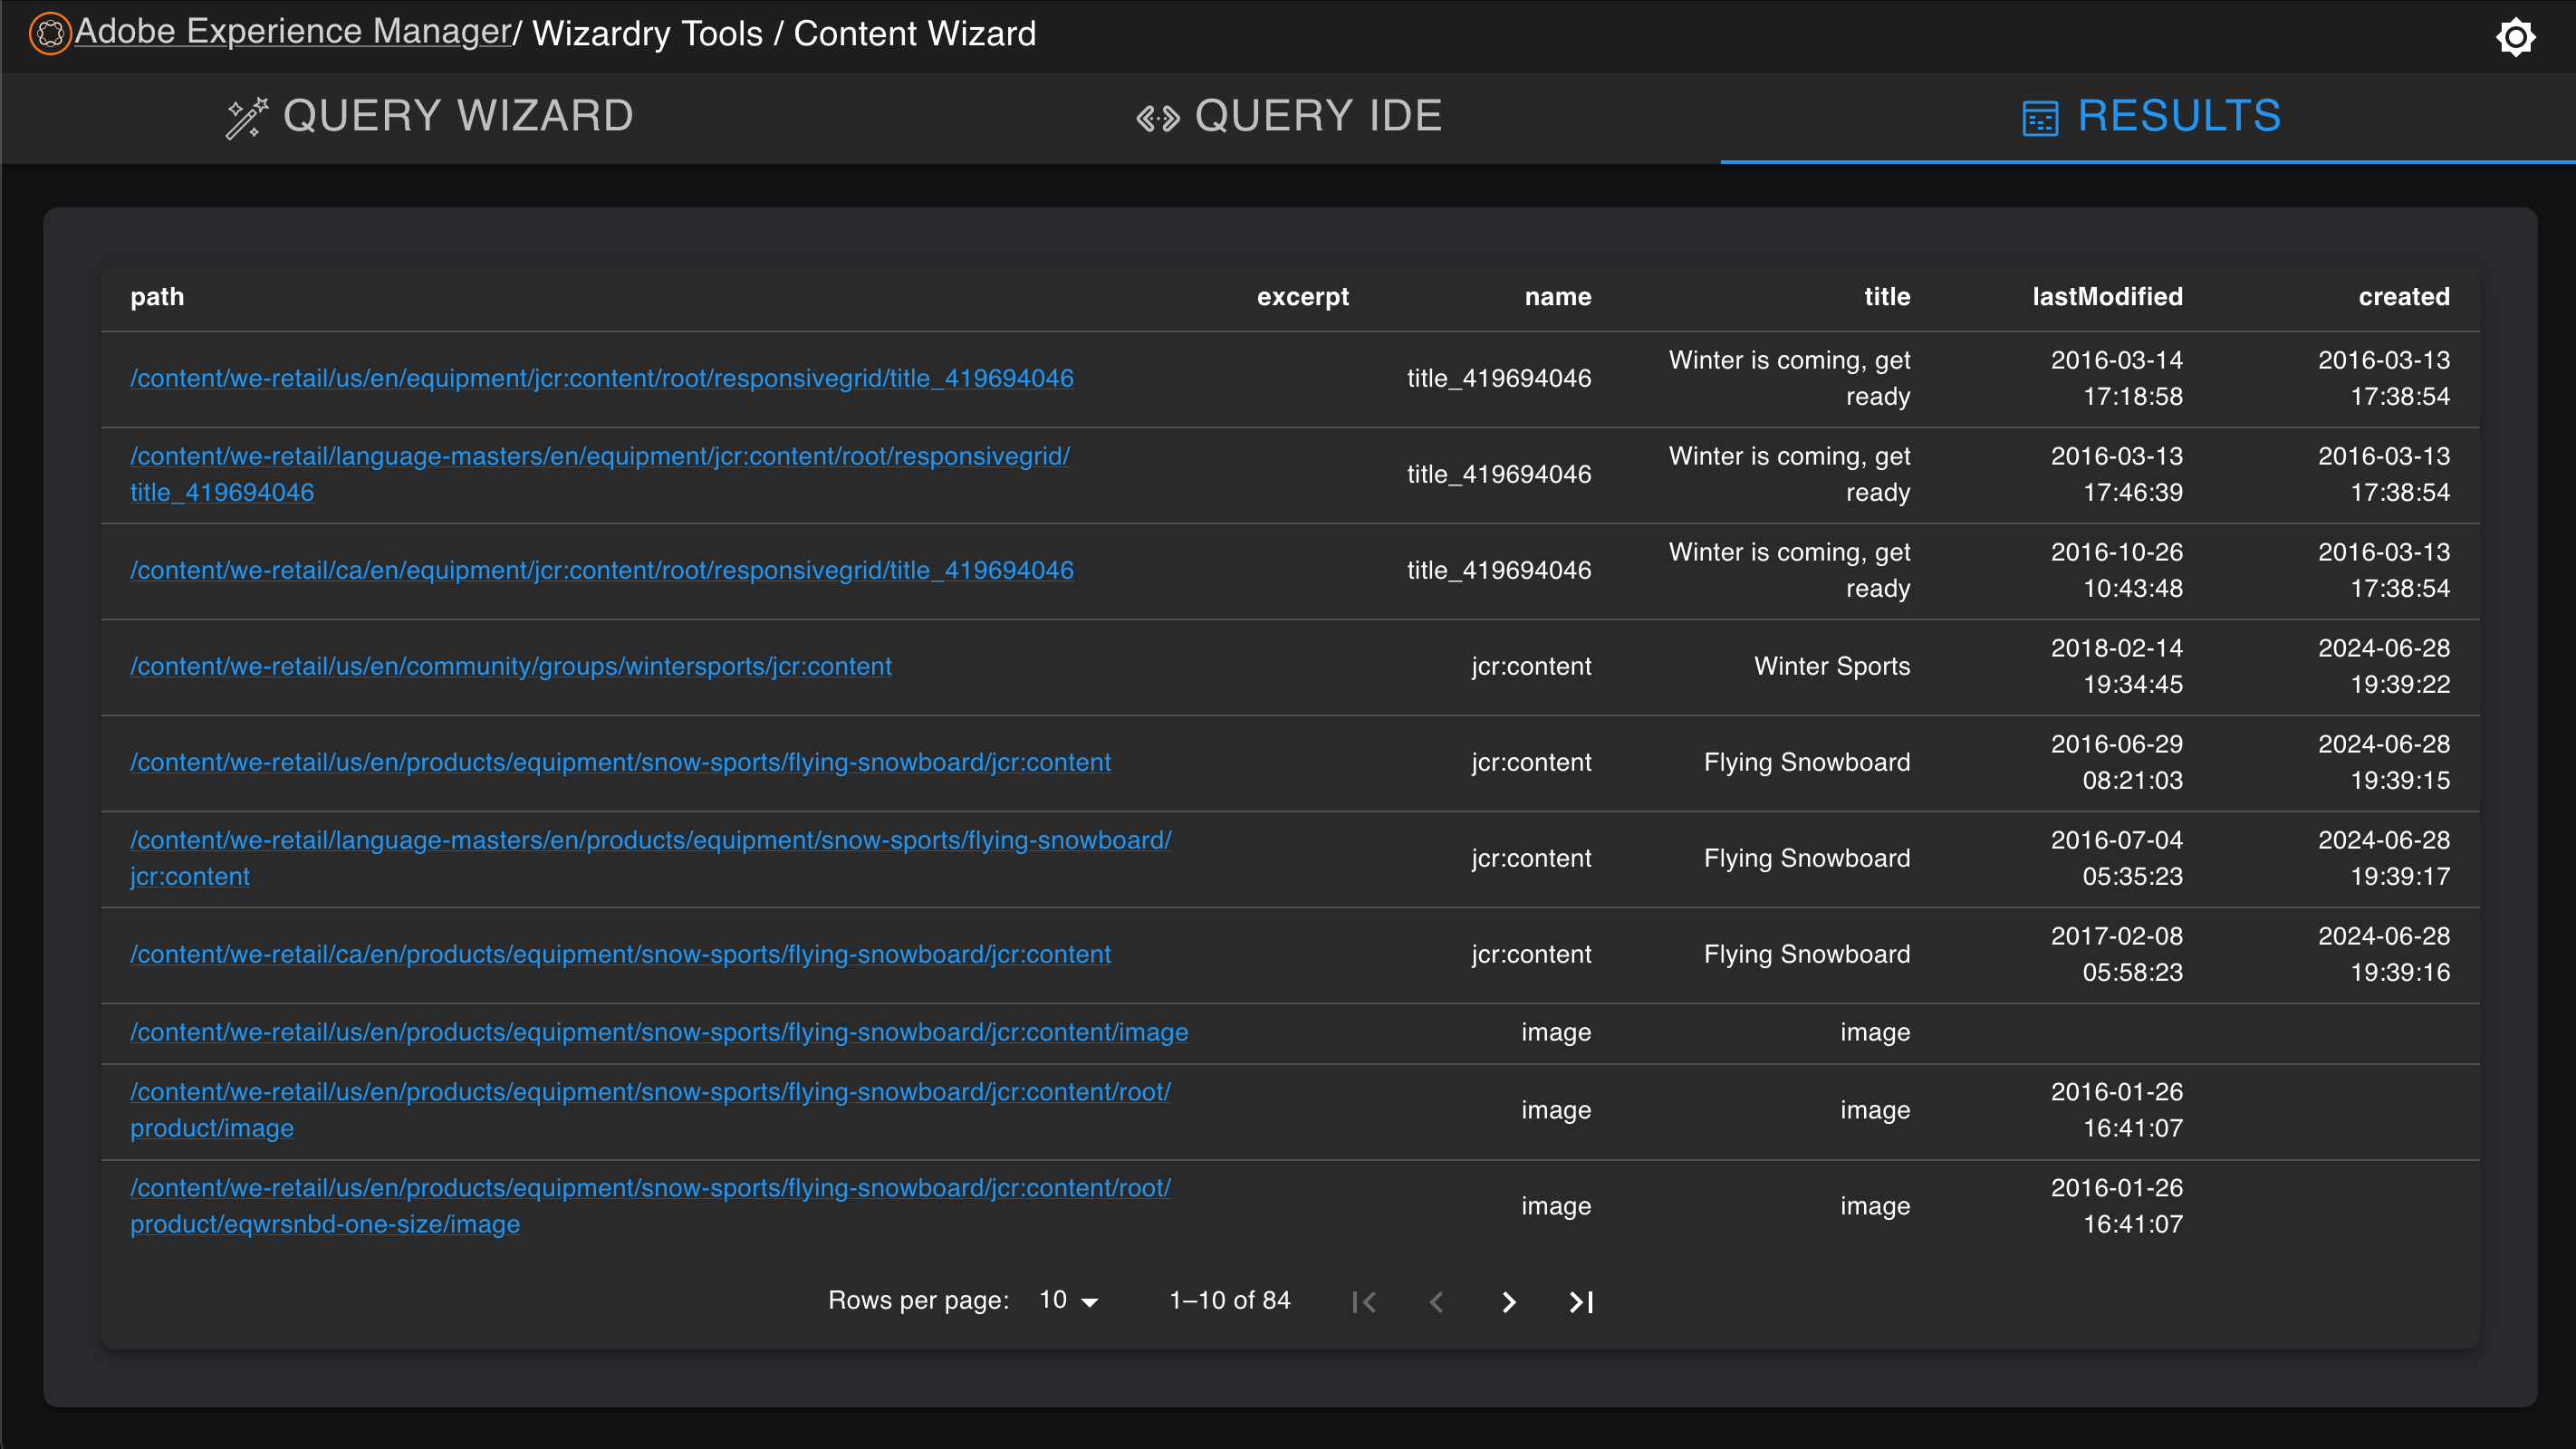 Adobe Experience Manager/ Wizardry Tools / Content Wizard
QUERY WIZARD
QUERY IDE
RESULTS
path excerpt name title lastModified created
/content/we-retail/us/en/equipment/jcr:content/root/responsivegrid/title_419694046 title_419694046 Winter is coming, get ready 2016-03-14 17:18:58 2016-03-13 17:38:54
/content/we-retail/language-masters/en/equipment/jcr:content/root/responsivegrid/
title_419694046 title_419694046 Winter is coming, get ready 2016-03-13 17:46:39 2016-03-13 17:38:54
/content/we-retail/ca/en/equipment/jcr:content/root/responsivegrid/title_419694046 title_419694046 Winter is coming, get ready 2016-10-26 10:43:48 2016-03-13 17:38:54
/content/we-retail/us/en/community/groups/wintersports/jcr:content jcr:content Winter Sports 2018-02-14 19:34:45 2024-06-28 19:39:22
/content/we-retail/us/en/products/equipment/snow-sports/flying-snowboard/jcr:content jcr:content Flying Snowboard 2016-06-29 08:21:03 2024-06-28 19:39:15
/content/we-retail/language-masters/en/products/equipment/snow-sports/flying-snowboard/
jcr:content jcr:content Flying Snowboard 2016-07-04 05:35:23 2024-06-28 19:39:17
/content/we-retail/ca/en/products/equipment/snow-sports/flying-snowboard/jcr:content jcr:content Flying Snowboard 2017-02-08 05:58:23 2024-06-28 19:39:16
/content/we-retail/us/en/products/equipment/snow-sports/flying-snowboard/jcr:content/image image image
/content/we-retail/us/en/products/equipment/snow-sports/flying-snowboard/jcr:content/root/
product/image image image 2016-01-26 16:41:07
/content/we-retail/us/en/products/equipment/snow-sports/flying-snowboard/jcr:content/root/
product/eqwrsnbd-one-size/image image image 2016-01-26 16:41:07
Rows per page: 10 1–10 of 84